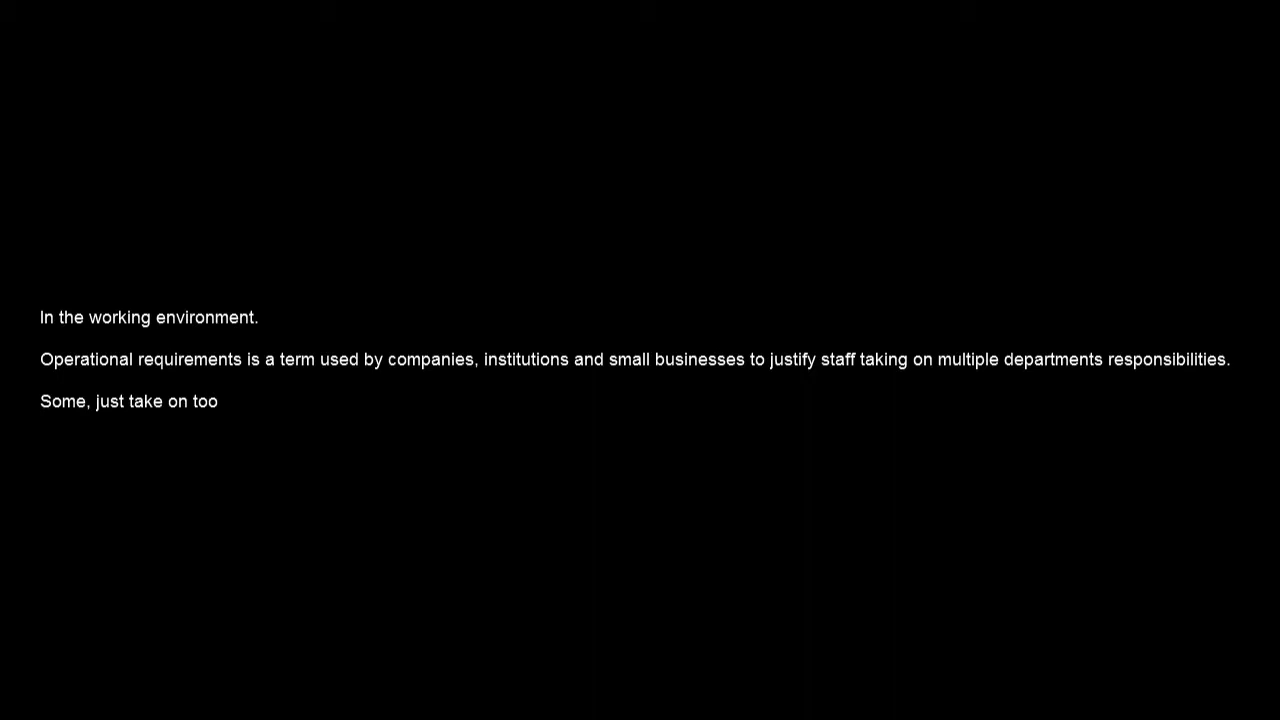 In the working environment.
Operational requirements is a term used by companies, institutions and small businesses to justify staff taking on multiple departments responsibilities.
Some, just take on too